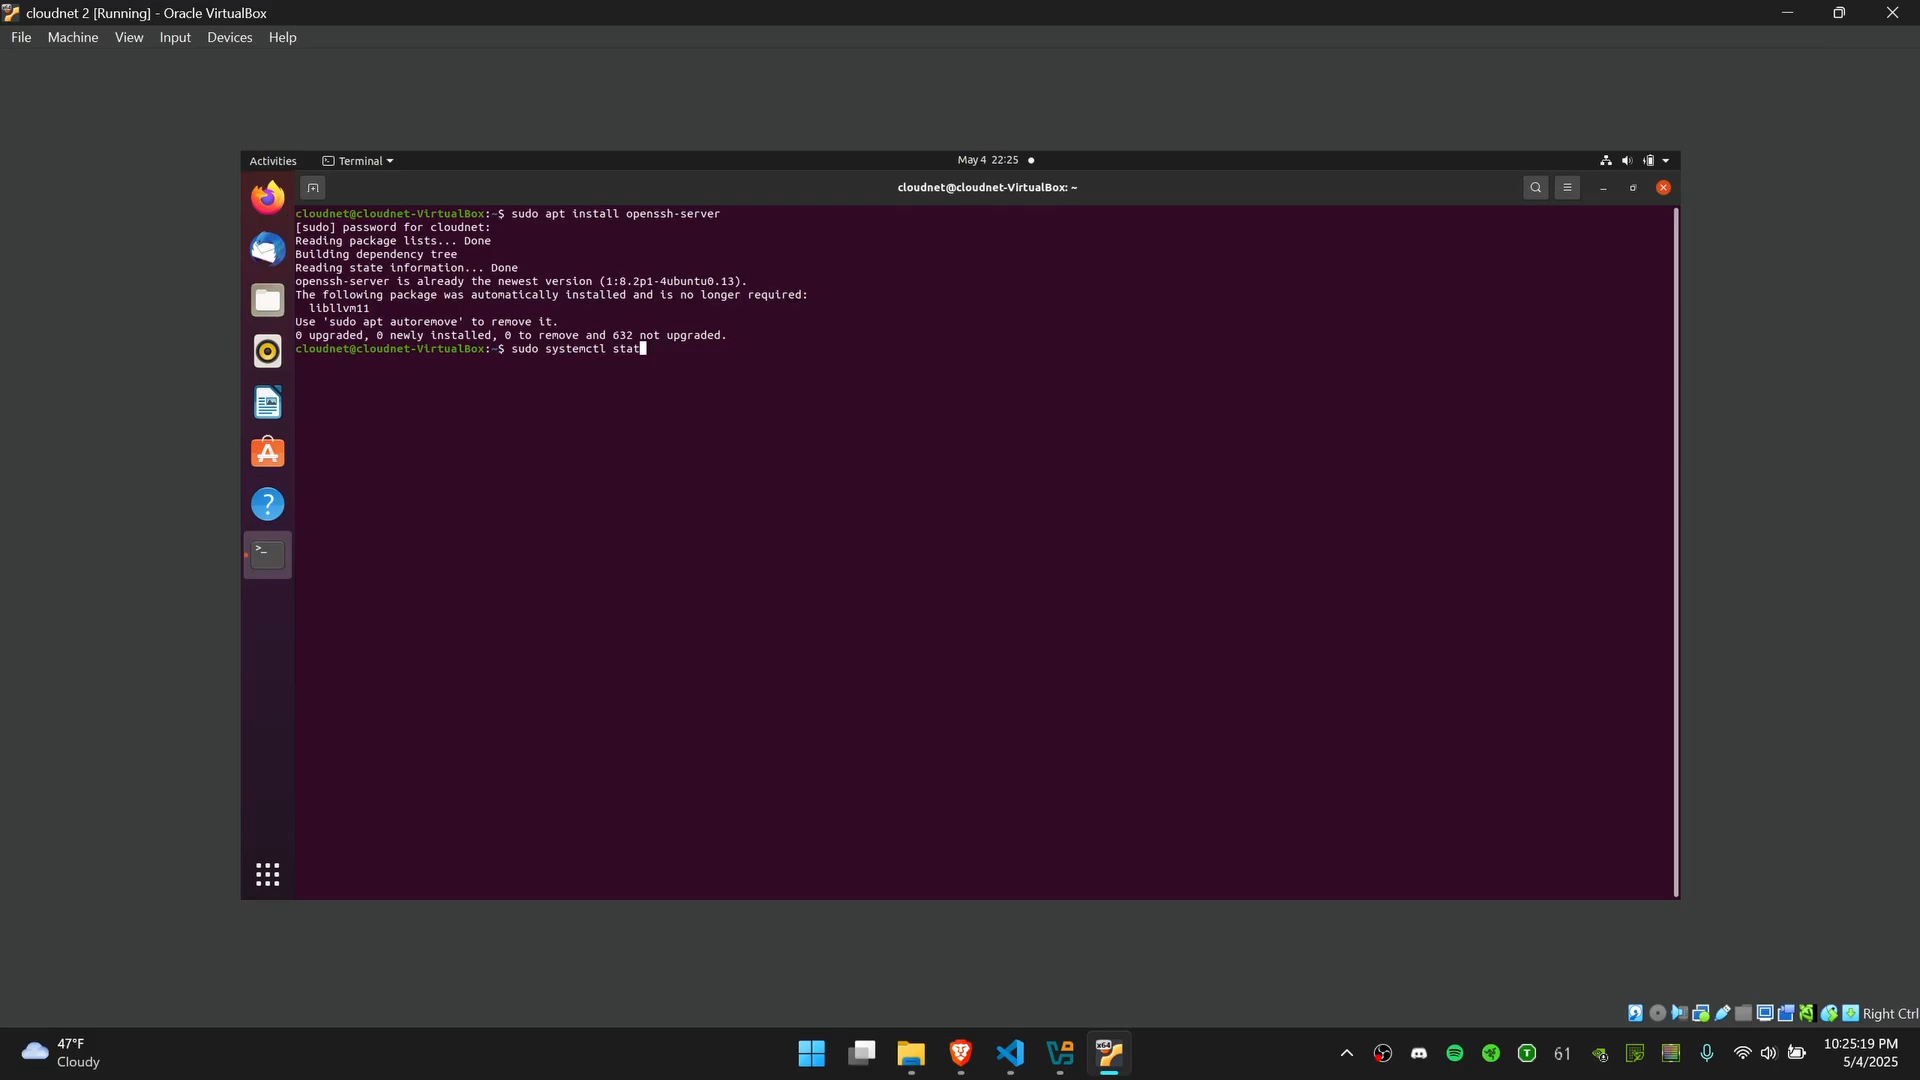 cloudnet 2 [Running] - Oracle VirtualBox
File Machine View Input Devices Help
Activities Terminal May 4 22:25
cloudnet@cloudnet-VirtualBox: ~
cloudnet@cloudnet-VirtualBox:~$ sudo apt install openssh-server
[sudo] password for cloudnet:
Reading package lists... Done
Building dependency tree
Reading state information... Done
openssh-server is already the newest version (1:8.2p1-4ubuntu0.13).
The following package was automatically installed and is no longer required:
libllvm11
Use 'sudo apt autoremove' to remove it.
0 upgraded, 0 newly installed, 0 to remove and 632 not upgraded.
cloudnet@cloudnet-VirtualBox:~$ sudo systemctl stat
Right Ctrl
47°F
Cloudy
x64
61
10:25:19 PM
5/4/2025